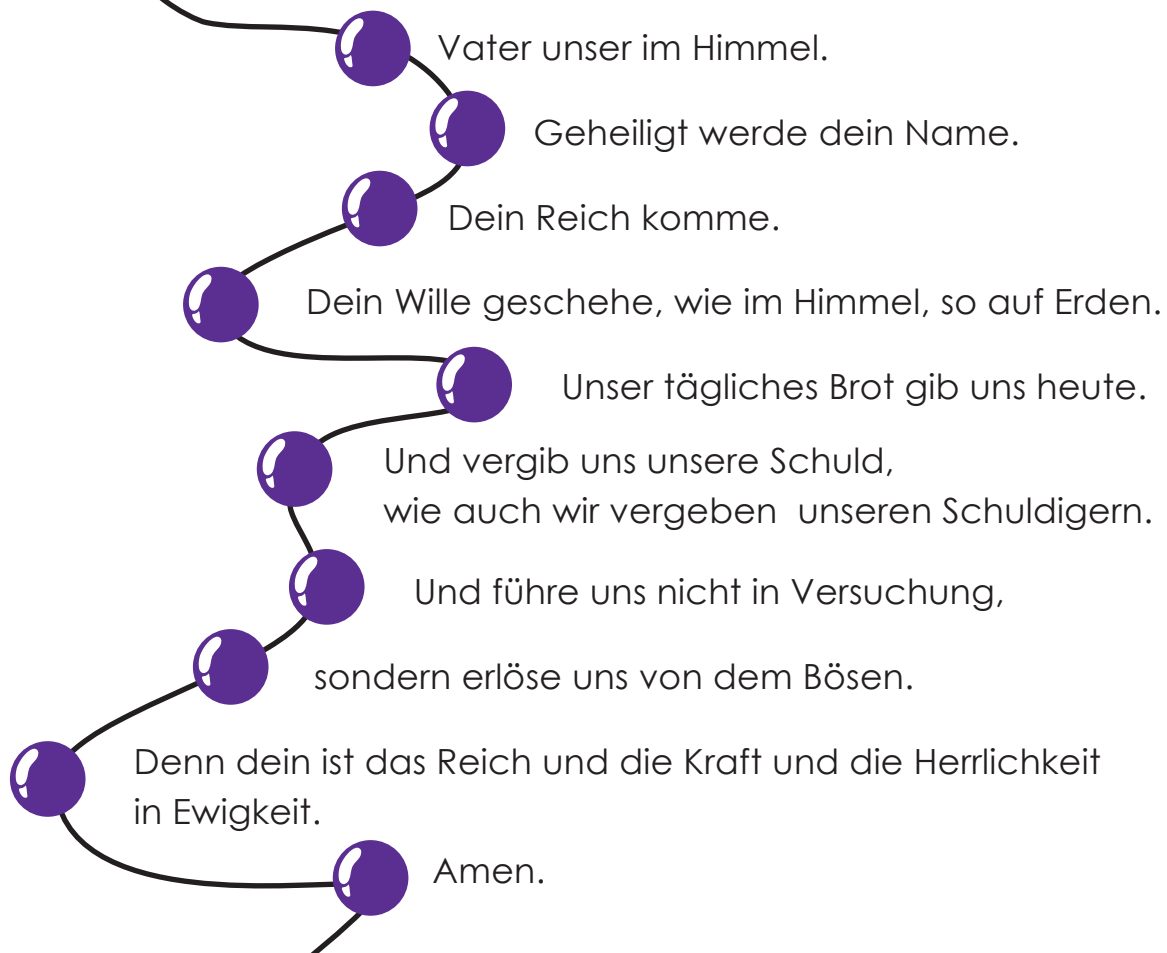 Vater unser im Himmel.
Geheiligt werde dein Name.
Dein Reich komme.
Dein Wille geschehe, wie im Himmel, so auf Erden.
Unser tägliches Brot gib uns heute.
Und vergib uns unsere Schuld,
wie auch wir vergeben  unseren Schuldigern.
Und führe uns nicht in Versuchung,
sondern erlöse uns von dem Bösen.
Denn dein ist das Reich und die Kraft und die Herrlichkeit
in Ewigkeit.
Amen.